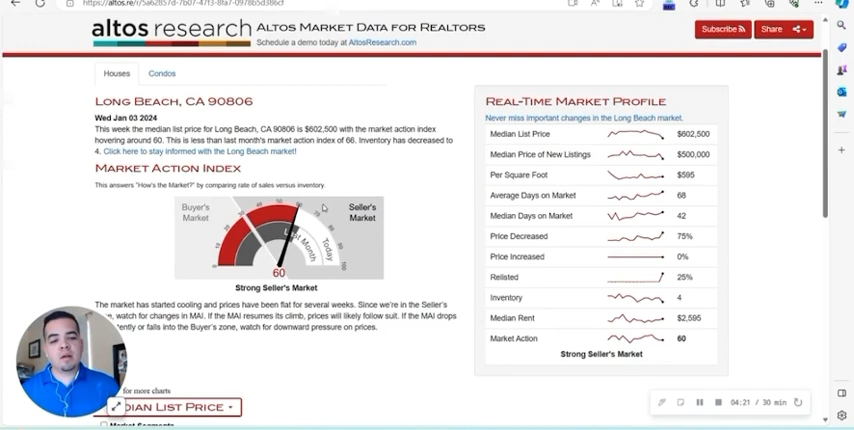 https://altos.re/r/5a62857d-7b07-47f3-8fa7-0978b5d386cf
altos research
Altos Market Data for Realtors
Schedule a demo today at AltosResearch.com
Subscribe
Share
Houses
Condos
Long Beach, CA 90806
Wed Jan 03 2024
This week the median list price for Long Beach, CA 90806 is $602,500 with the market action index
hovering around 60. This is less than last month's market action index of 66. Inventory has decreased to
4. Click here to stay informed with the Long Beach market!
Market Action Index
This answers "How's the Market?" by comparing rate of sales versus inventory.
Buyer's
Market
Seller's
Market
Last Month
Today
60
Strong Seller's Market
The market has started cooling and prices have been flat for several weeks. Since we're in the Seller's
watch for changes in MAI. If the MAI resumes its climb, prices will likely follow suit. If the MAI drops
or falls into the Buyer's zone, watch for downward pressure on prices.
for more charts
List Price
Market Segments
Real-Time Market Profile
Never miss important changes in the Long Beach market.
Median List Price $602,500
Median Price of New Listings $500,000
Per Square Foot $595
Average Days on Market 68
Median Days on Market 42
Price Decreased 75%
Price Increased 0%
Relisted 25%
Inventory 4
Median Rent $2,595
Market Action 60
Strong Seller's Market
04:21 / 30 min